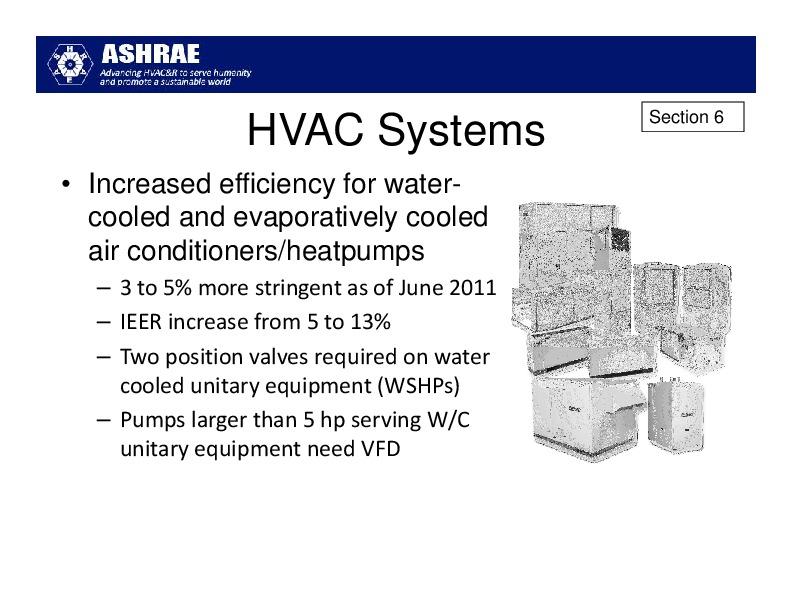 ASHRAE
Advancing HVAC&R to serve humanity
and promote a sustainable world
HVAC Systems
Section 6
• Increased efficiency for water-
cooled and evaporatively cooled
air conditioners/heatpumps
– 3 to 5% more stringent as of June 2011
– IEER increase from 5 to 13%
– Two position valves required on water
cooled unitary equipment (WSHPs)
– Pumps larger than 5 hp serving W/C
unitary equipment need VFD